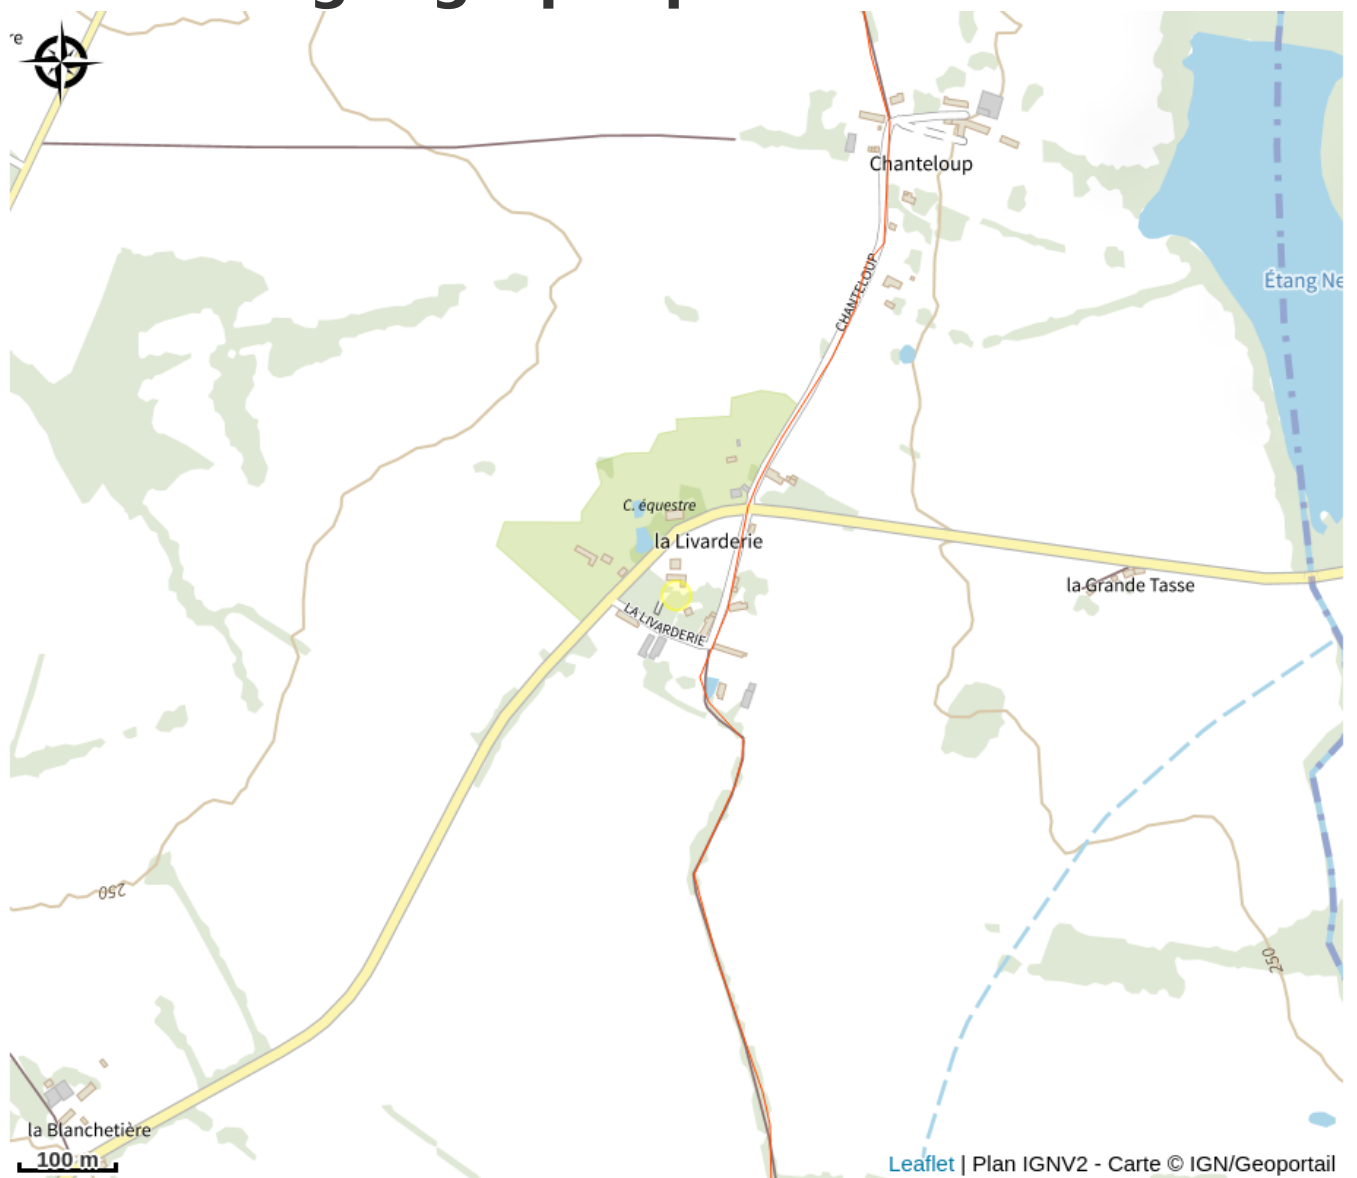 re
Chanteloup
CHANTELOUP
Étang Ne
C. équestre
la Livarderie
la Grande Tasse
LA LIVARDERIE
250
250
la Blanchetière
100 m
Leaflet | Plan IGNV2 - Carte © IGN/Geoportail